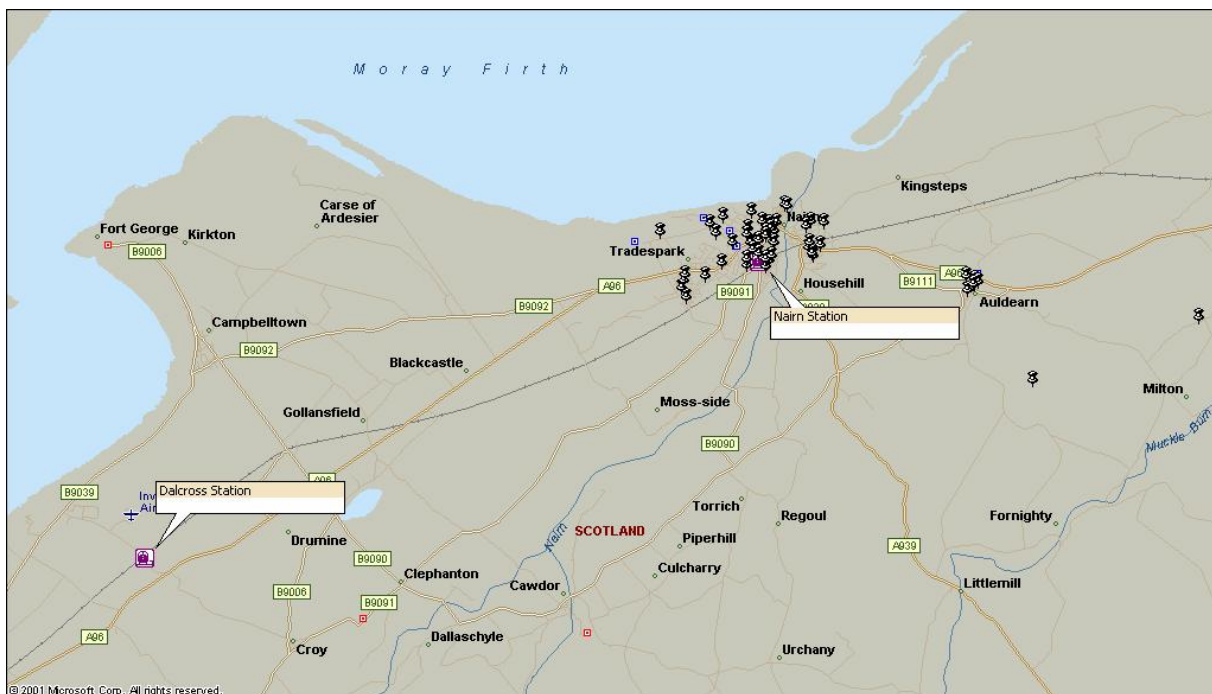 Moray Firth
Kingsteps
Carse of
Ardesier
Fort George
Kirkton
B9006
Nairn
Tradespark
A96
B9111
A96
Househill
B9091
Auldearn
B9092
A939
Nairn Station
Campbelltown
B9092
Blackcastle
Milton
Moss-side
Gollansfield
Muckle Burn
B9090
A96
B9039
Dalcross Station
Torrich
Regoul
Fornighty
SCOTLAND
Nairn
Drumine
Piperhill
A939
B9090
Culcharry
Clephanton
Cawdor
Littlemill
B9006
B9091
A96
Croy
Dallaschyle
Urchany
© 2001 Microsoft Corp. All rights reserved.